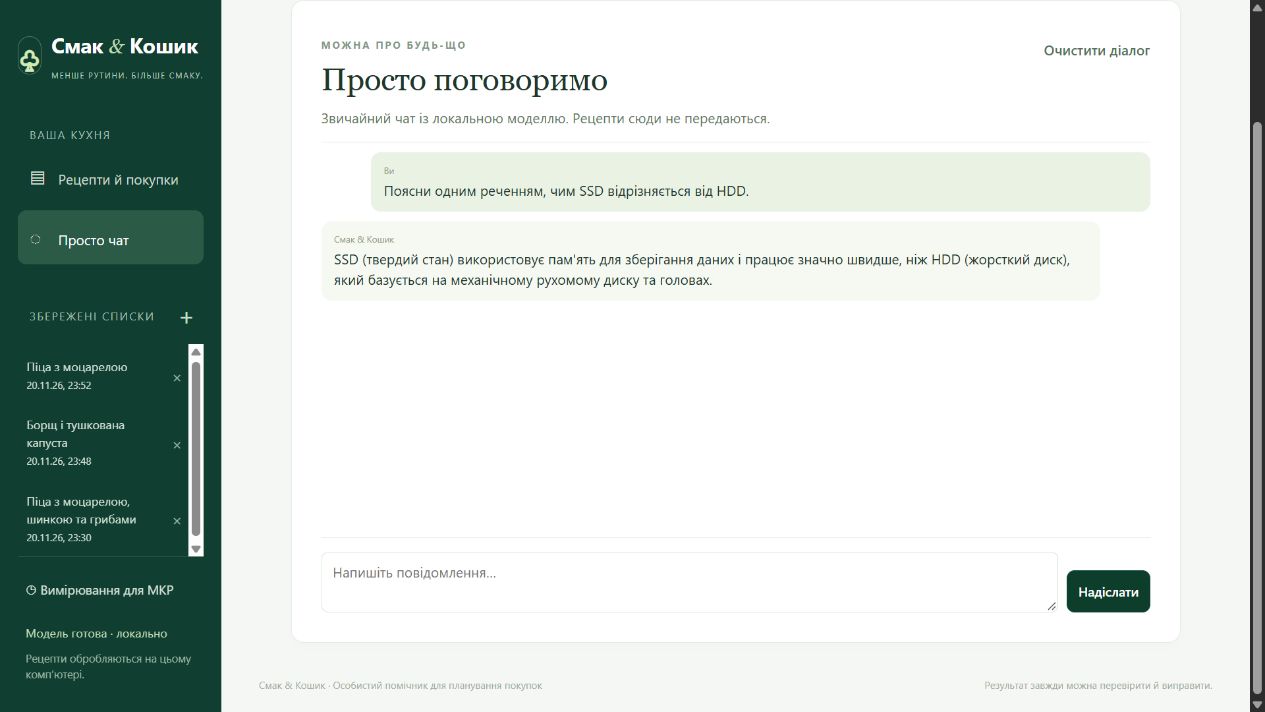 Смак & Кошик
МЕНШЕ РУТИНИ. БІЛЬШЕ СМАКУ.
ВАША КУХНЯ
Рецепти й покупки
Просто чат
ЗБЕРЕЖЕНІ СПИСКИ +
Піца з моцарелою
20.11.26, 23:52
Борщ і тушкована
капуста
20.11.26, 23:48
Піца з моцарелою,
шинкою та грибами
20.11.26, 23:30
Вимірювання для МКР
Модель готова · локально
Рецепти обробляються на цьому
комп'ютері.
МОЖНА ПРО БУДЬ-ЩО
Очистити діалог
Просто поговоримо
Звичайний чат із локальною моделлю. Рецепти сюди не передаються.
Ви
Поясни одним реченням, чим SSD відрізняється від HDD.
Смак & Кошик
SSD (твердий стан) використовує пам'ять для зберігання даних і працює значно швидше, ніж HDD (жорсткий диск),
який базується на механічному рухомому диску та головах.
Напишіть повідомлення...
Надіслати
Смак & Кошик · Особистий помічник для планування покупок
Результат завжди можна перевірити й виправити.